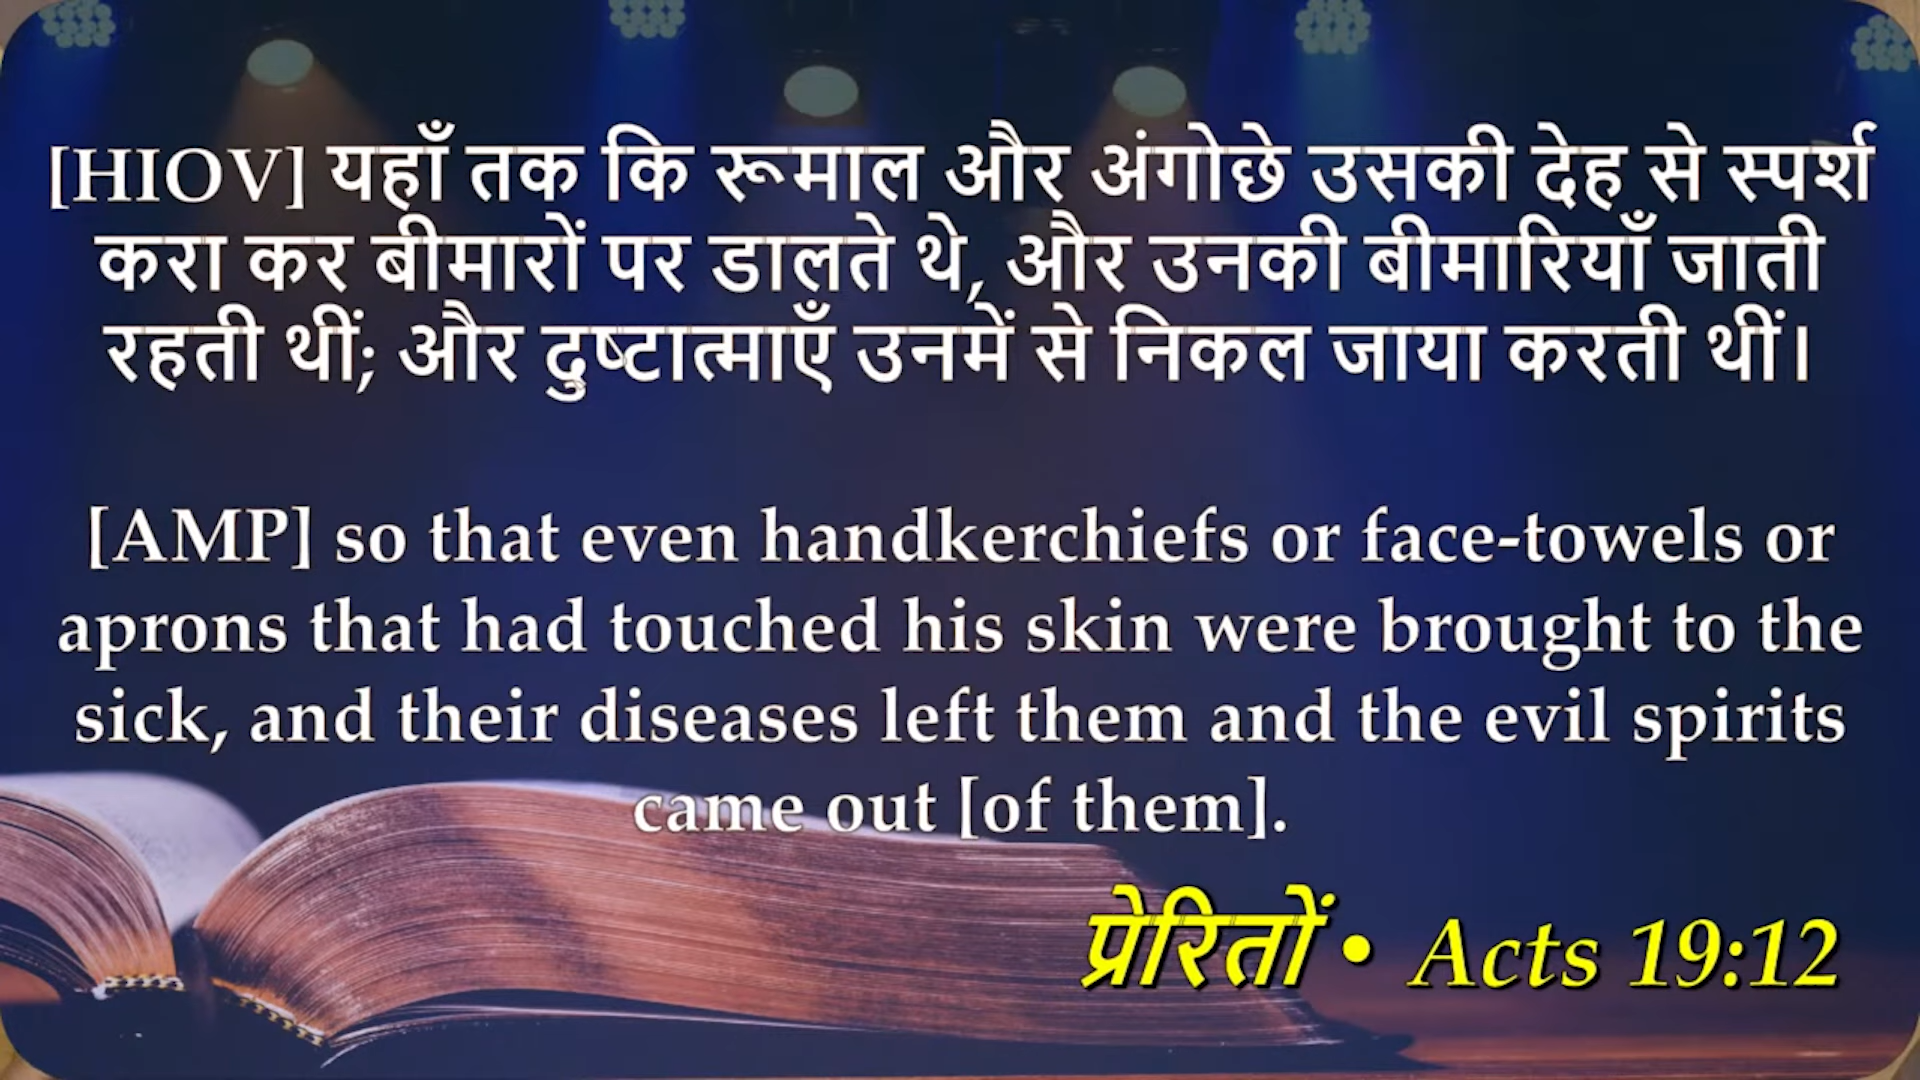 [HIOV] यहाँ तक कि रूमाल और अंगोछे उसकी देह से स्पर्श
करा कर बीमारों पर डालते थे, और उनकी बीमारियाँ जाती
रहती थीं; और दुष्टात्माएँ उनमें से निकल जाया करती थीं।
[AMP] so that even handkerchiefs or face-towels or
aprons that had touched his skin were brought to the
sick, and their diseases left them and the evil spirits
came out [of them].
प्रेरितों • Acts 19:12